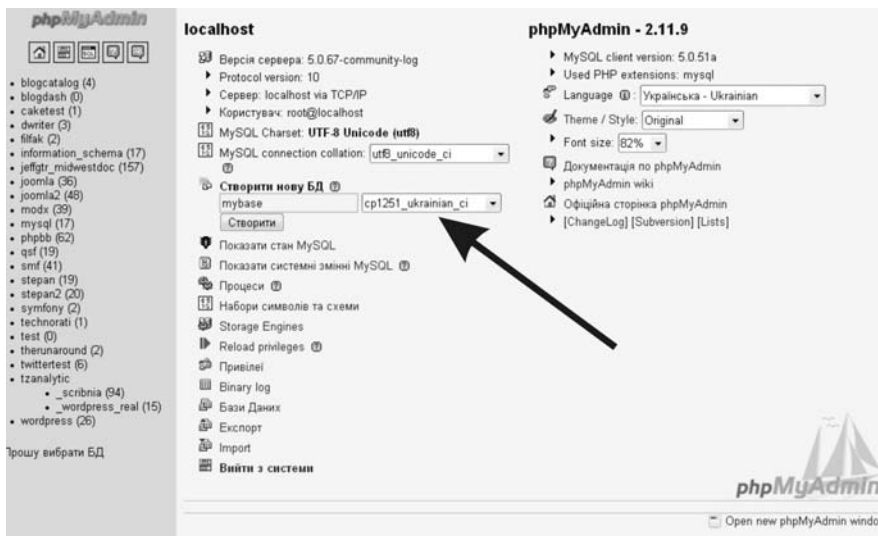 phpMyAdmin
blogcatalog (4)
blogdash (0)
caketest (1)
dwriter (3)
filfak (2)
information_schema (17)
jeffgtr_midwestdoc (157)
joomla (36)
joomla2 (48)
modx (39)
mysql (17)
phpbb (62)
qsf (19)
smf (41)
stepan (19)
stepan2 (20)
symfony (2)
technorati (1)
test (0)
therunaround (2)
twittertest (6)
tzanalytic
_scribnia (94)
_wordpress_real (15)
wordpress (26)
Прошу вибрати БД
localhost
Версія сервера: 5.0.67-community-log
Protocol version: 10
Сервер: localhost via TCP/IP
Користувач: root@localhost
MySQL Charset: UTF-8 Unicode (utf8)
MySQL connection collation: utf8_unicode_ci
Створити нову БД
mybase cp1251_ukrainian_ci
Створити
Показати стан MySQL
Показати системні змінні MySQL
Процеси
Набори символів та схеми
Storage Engines
Reload privileges
Привілеї
Binary log
Бази Даних
Експорт
Import
Вийти з системи
phpMyAdmin - 2.11.9
MySQL client version: 5.0.51a
Used PHP extensions: mysql
Language : Українська - Ukrainian
Theme / Style: Original
Font size: 82%
Документація по phpMyAdmin
phpMyAdmin wiki
Офіційна сторінка phpMyAdmin
[ChangeLog] [Subversion] [Lists]
phpMyAdmin
Open new phpMyAdmin windo